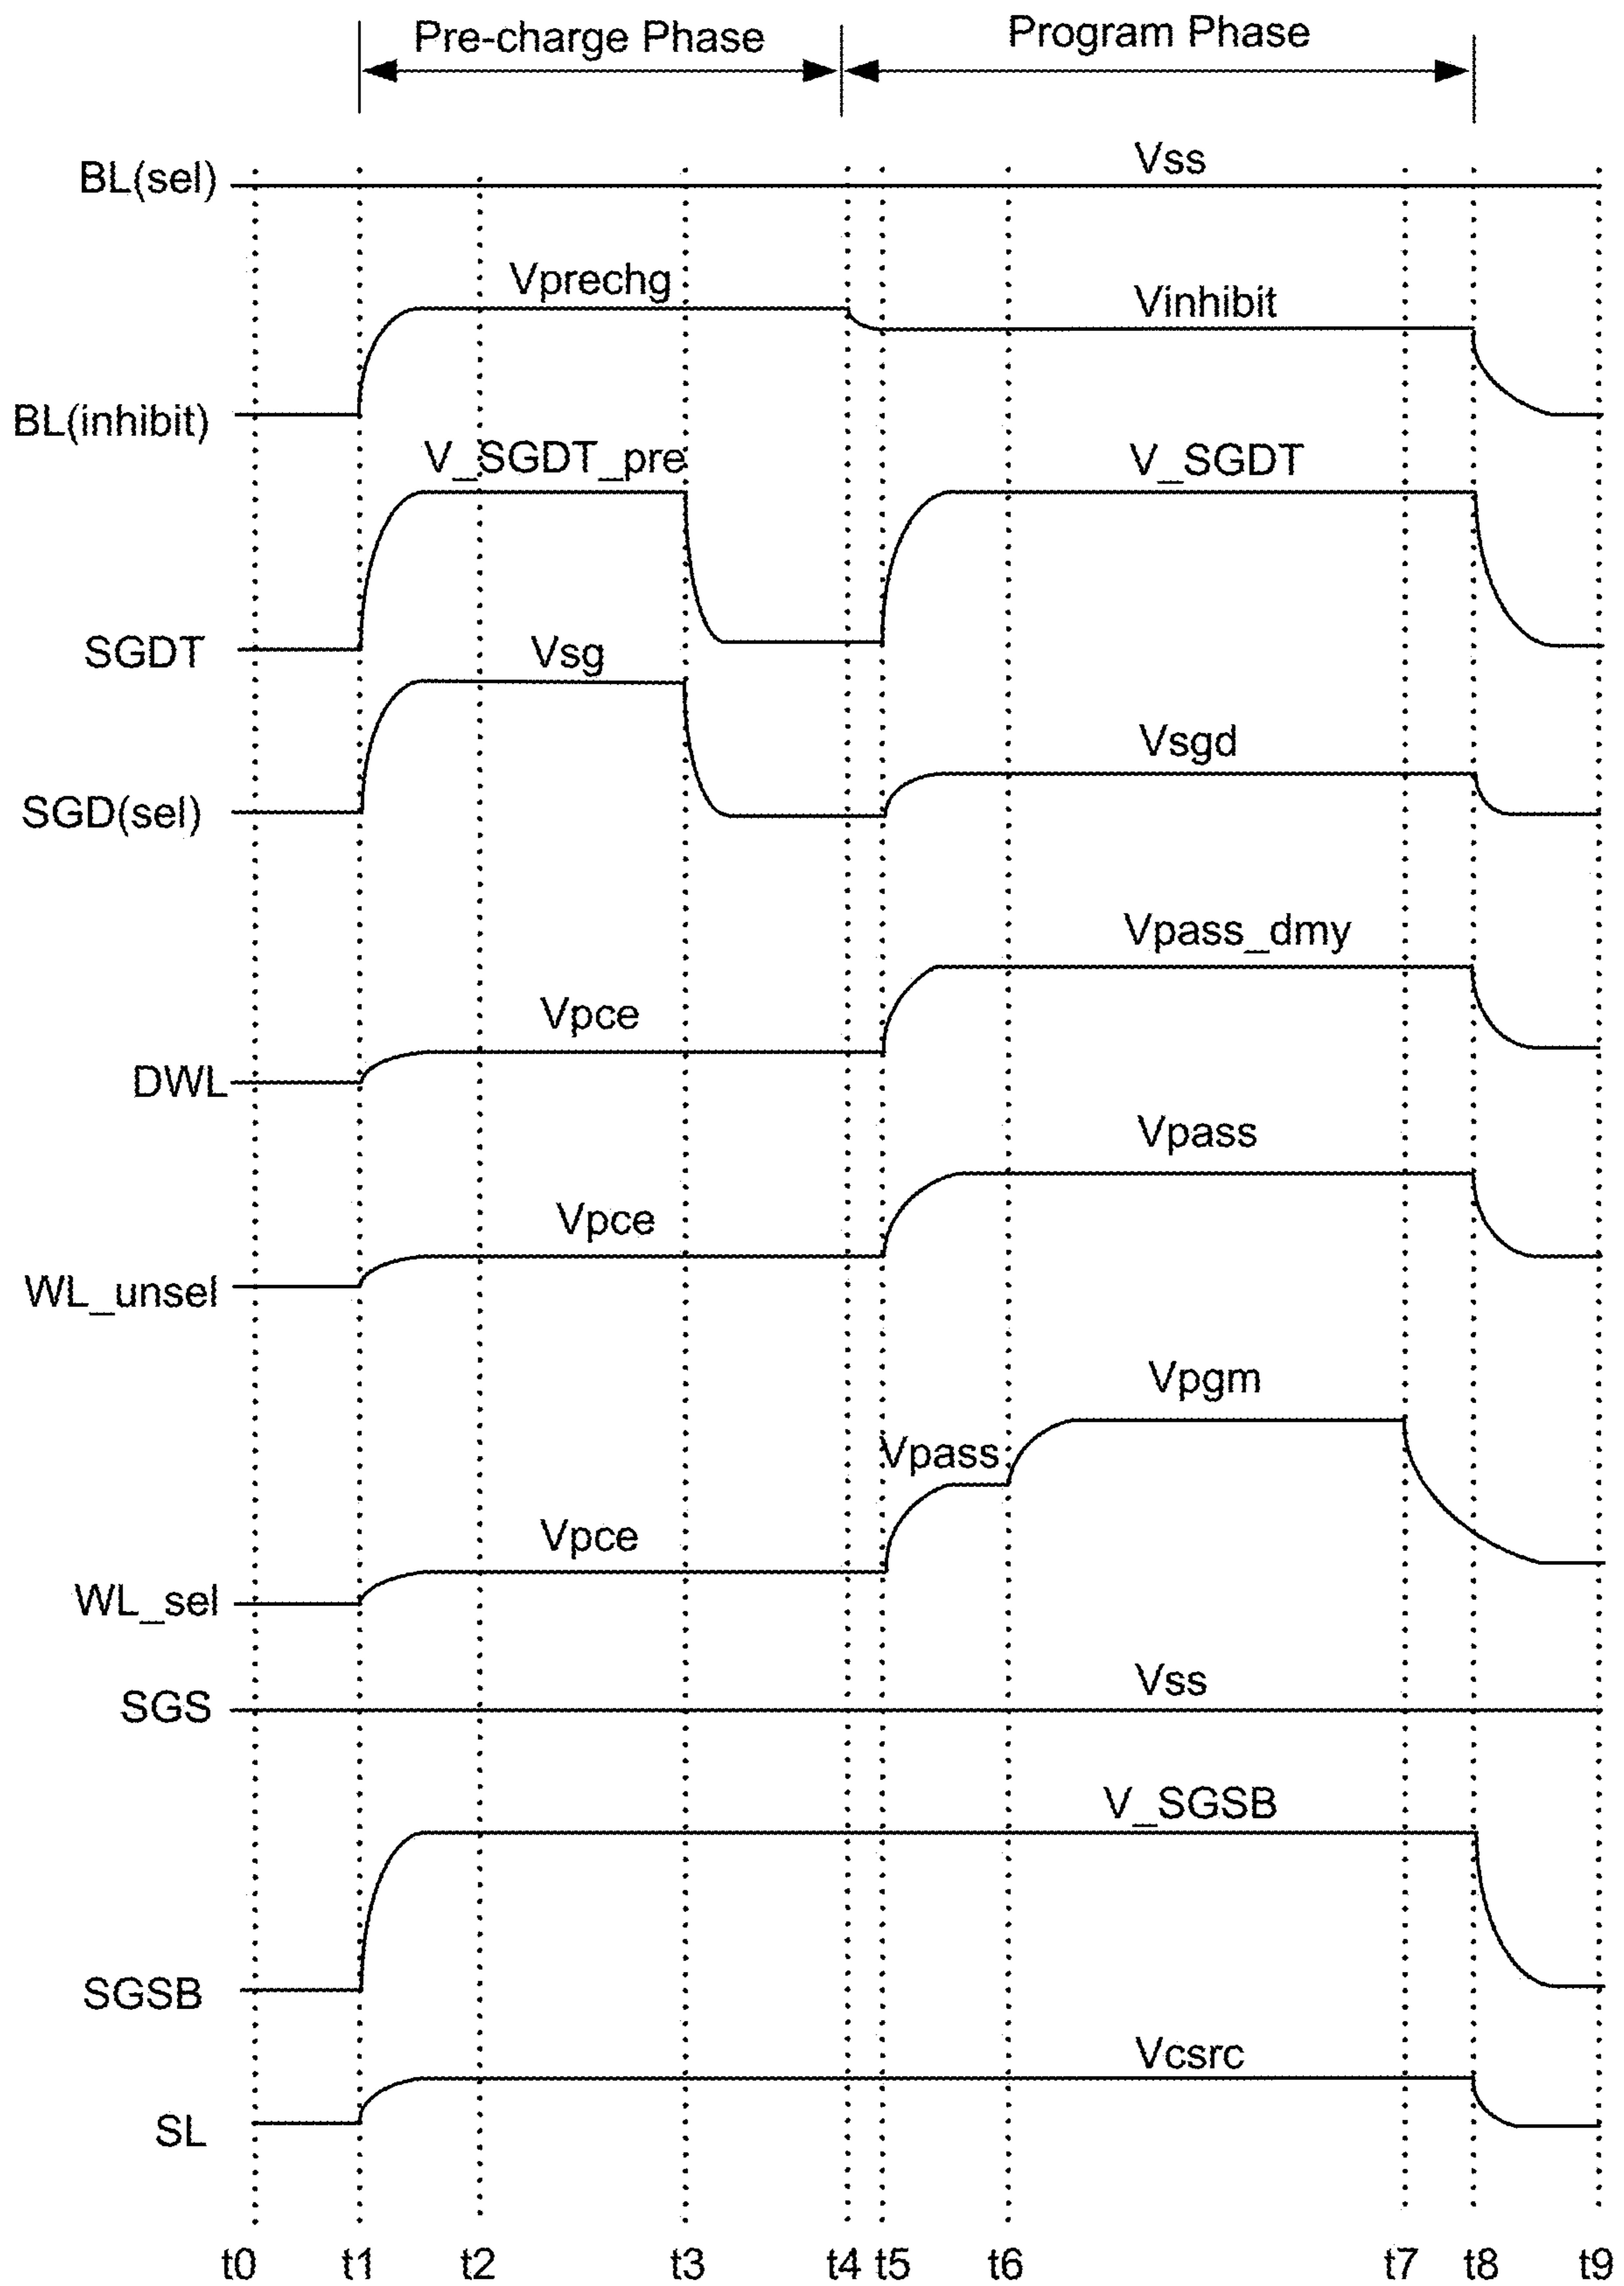 Pre-charge Phase
Program Phase
BL(sel)
Vss
BL(inhibit)
Vprechg
Vinhibit
SGDT
V_SGDT_pre
V_SGDT
SGD(sel)
Vsg
Vsgd
DWL
Vpce
Vpass_dmy
WL_unsel
Vpce
Vpass
WL_sel
Vpce
Vpass
Vpgm
SGS
Vss
SGSB
V_SGSB
SL
Vcsrc
t0 t1 t2 t3 t4 t5 t6 t7 t8 t9